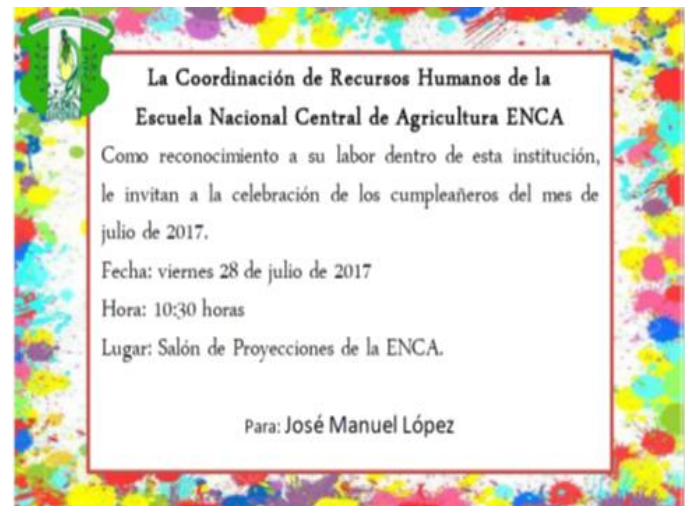 La Coordinación de Recursos Humanos de la
Escuela Nacional Central de Agricultura ENCA
Como reconocimiento a su labor dentro de esta institución,
le invitan a la celebración de los cumpleañeros del mes de
julio de 2017.
Fecha: viernes 28 de julio de 2017
Hora: 10:30 horas
Lugar: Salón de Proyecciones de la ENCA.
Para: José Manuel López